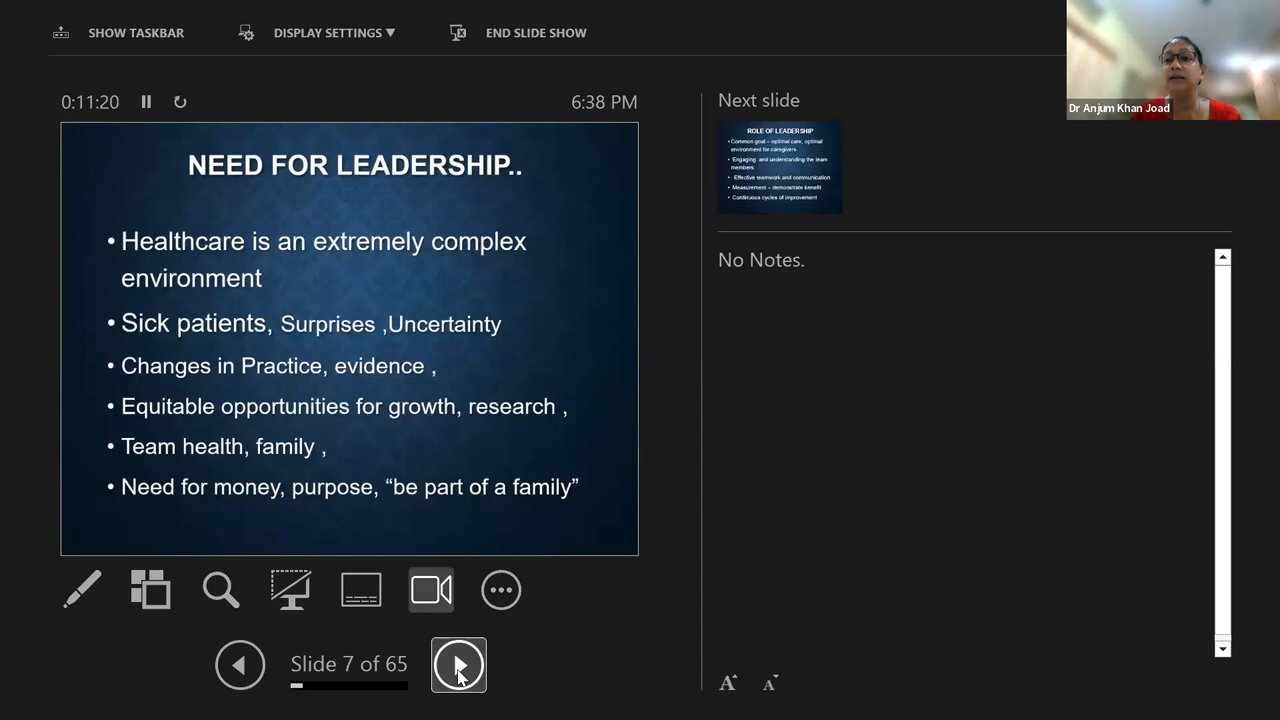 SHOW TASKBAR
DISPLAY SETTINGS ▼
END SLIDE SHOW
Dr Anjum Khan Joad
0:11:20
6:38 PM
NEED FOR LEADERSHIP..
• Healthcare is an extremely complex
environment
• Sick patients, Surprises ,Uncertainty
• Changes in Practice, evidence ,
• Equitable opportunities for growth, research ,
• Team health, family ,
• Need for money, purpose, “be part of a family”
Slide 7 of 65
Next slide
ROLE OF LEADERSHIP
• Common goal – optimal care, optimal
environment for caregivers
• Engaging and understanding the team
members
• Effective teamwork and communication
• Measurement – demonstrate benefit
• Continuous cycles of improvement
No Notes.
A A